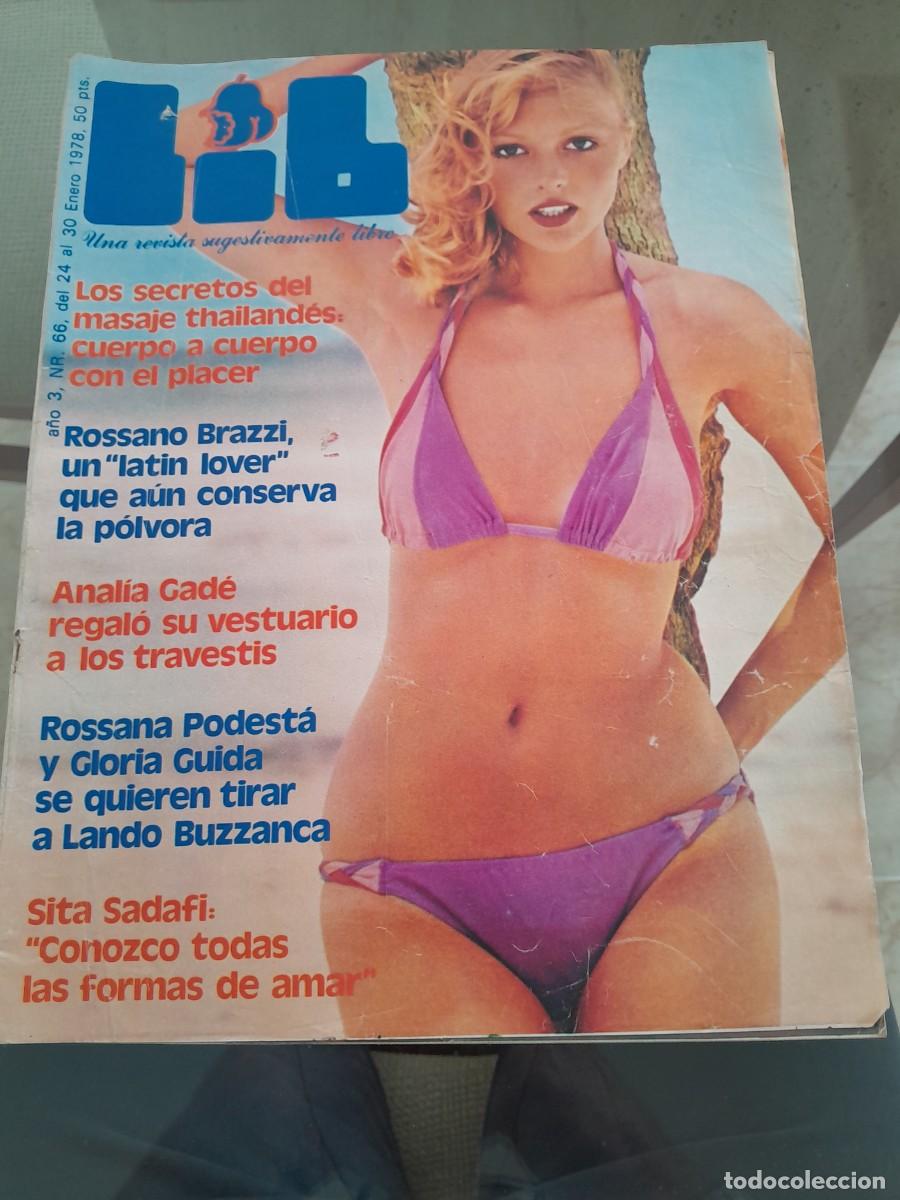 Lib
Una revista sugestivamente libre
año 3, NR. 66, del 24 al 30 Enero 1978, 50 pts.
Los secretos del
masaje thailandés:
cuerpo a cuerpo
con el placer
Rossano Brazzi,
un "latin lover"
que aún conserva
la pólvora
Analía Gadé
regaló su vestuario
a los travestis
Rossana Podestá
y Gloria Guida
se quieren tirar
a Lando Buzzanca
Sita Sadafi:
"Conozco todas
las formas de amar"
todocoleccion